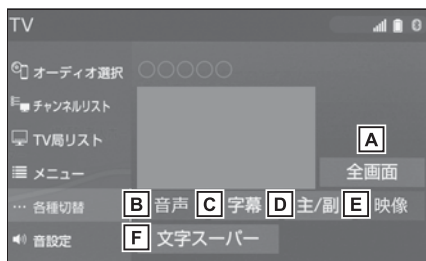 TV
オーディオ選択 ○○○○○
チャンネルリスト
TV局リスト
A
メニュー 全画面
各種切替 B 音声 C 字幕 D 主/副 E 映像
音設定 F 文字スーパー